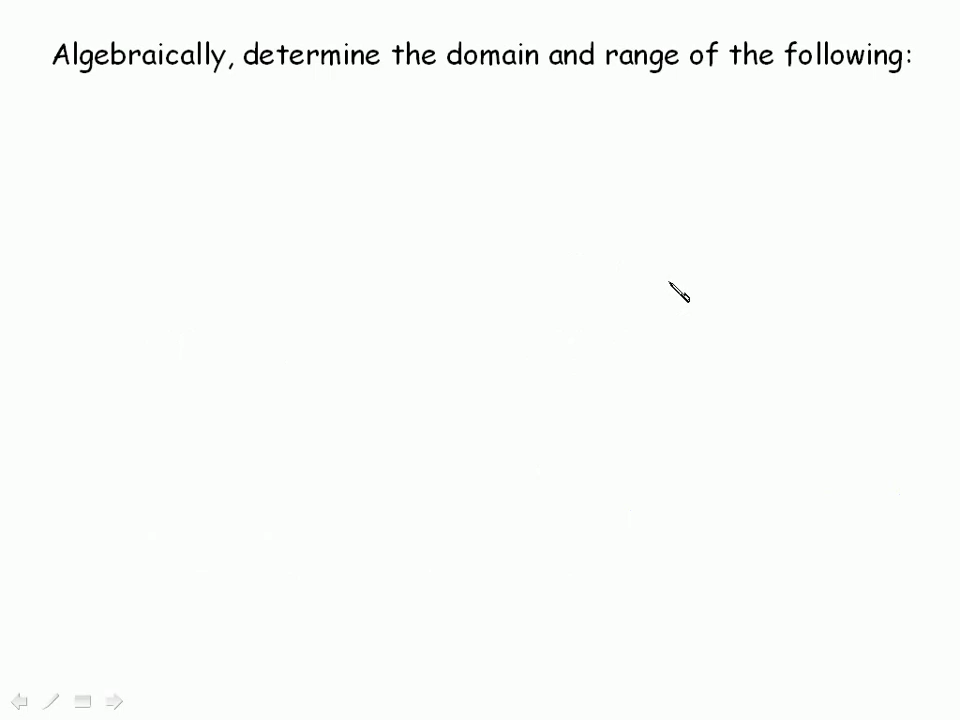 Algebraically, determine the domain and range of the following: